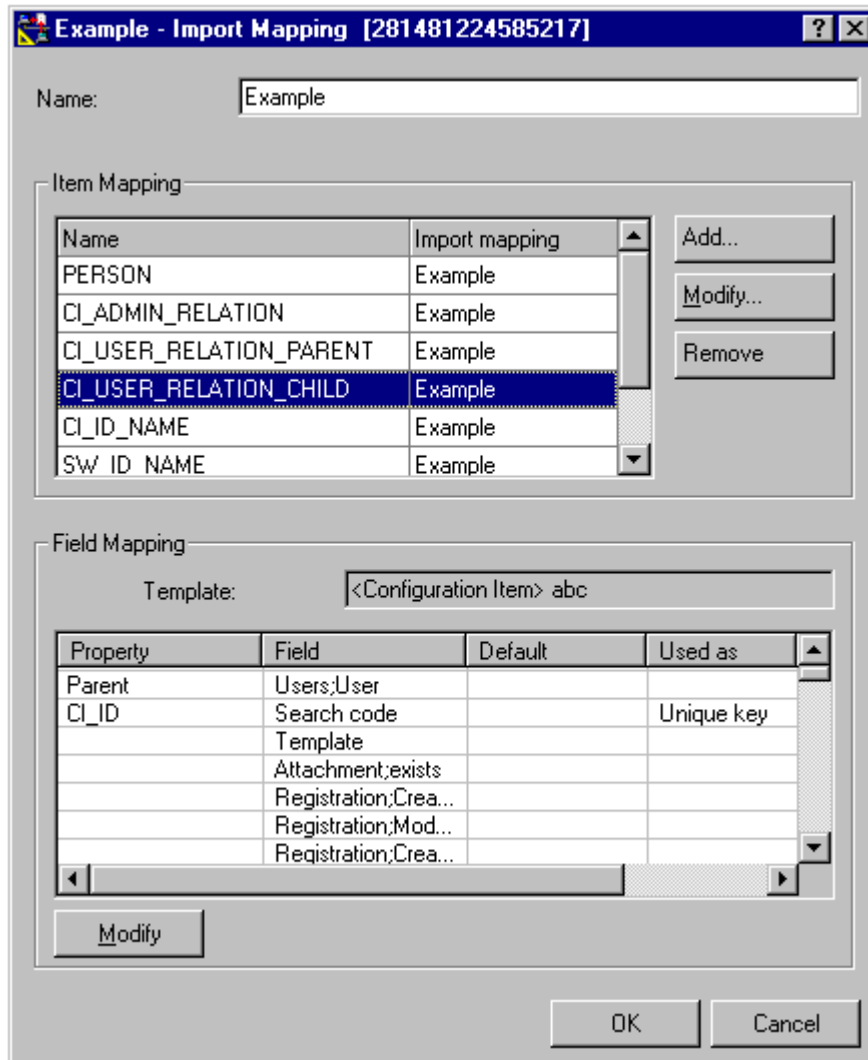 Example - Import Mapping [281481224585217]
Name: Example
Item Mapping
Name Import mapping
PERSON Example
CI_ADMIN_RELATION Example
CI_USER_RELATION_PARENT Example
CI_USER_RELATION_CHILD Example
CI_ID_NAME Example
SW_ID_NAME Example
Add...
Modify...
Remove
Field Mapping
Template: <Configuration Item> abc
Property Field Default Used as
Parent Users;User
CI_ID Search code Unique key
Template
Attachment;exists
Registration;Crea...
Registration;Mod...
Registration;Crea...
Modify
OK Cancel